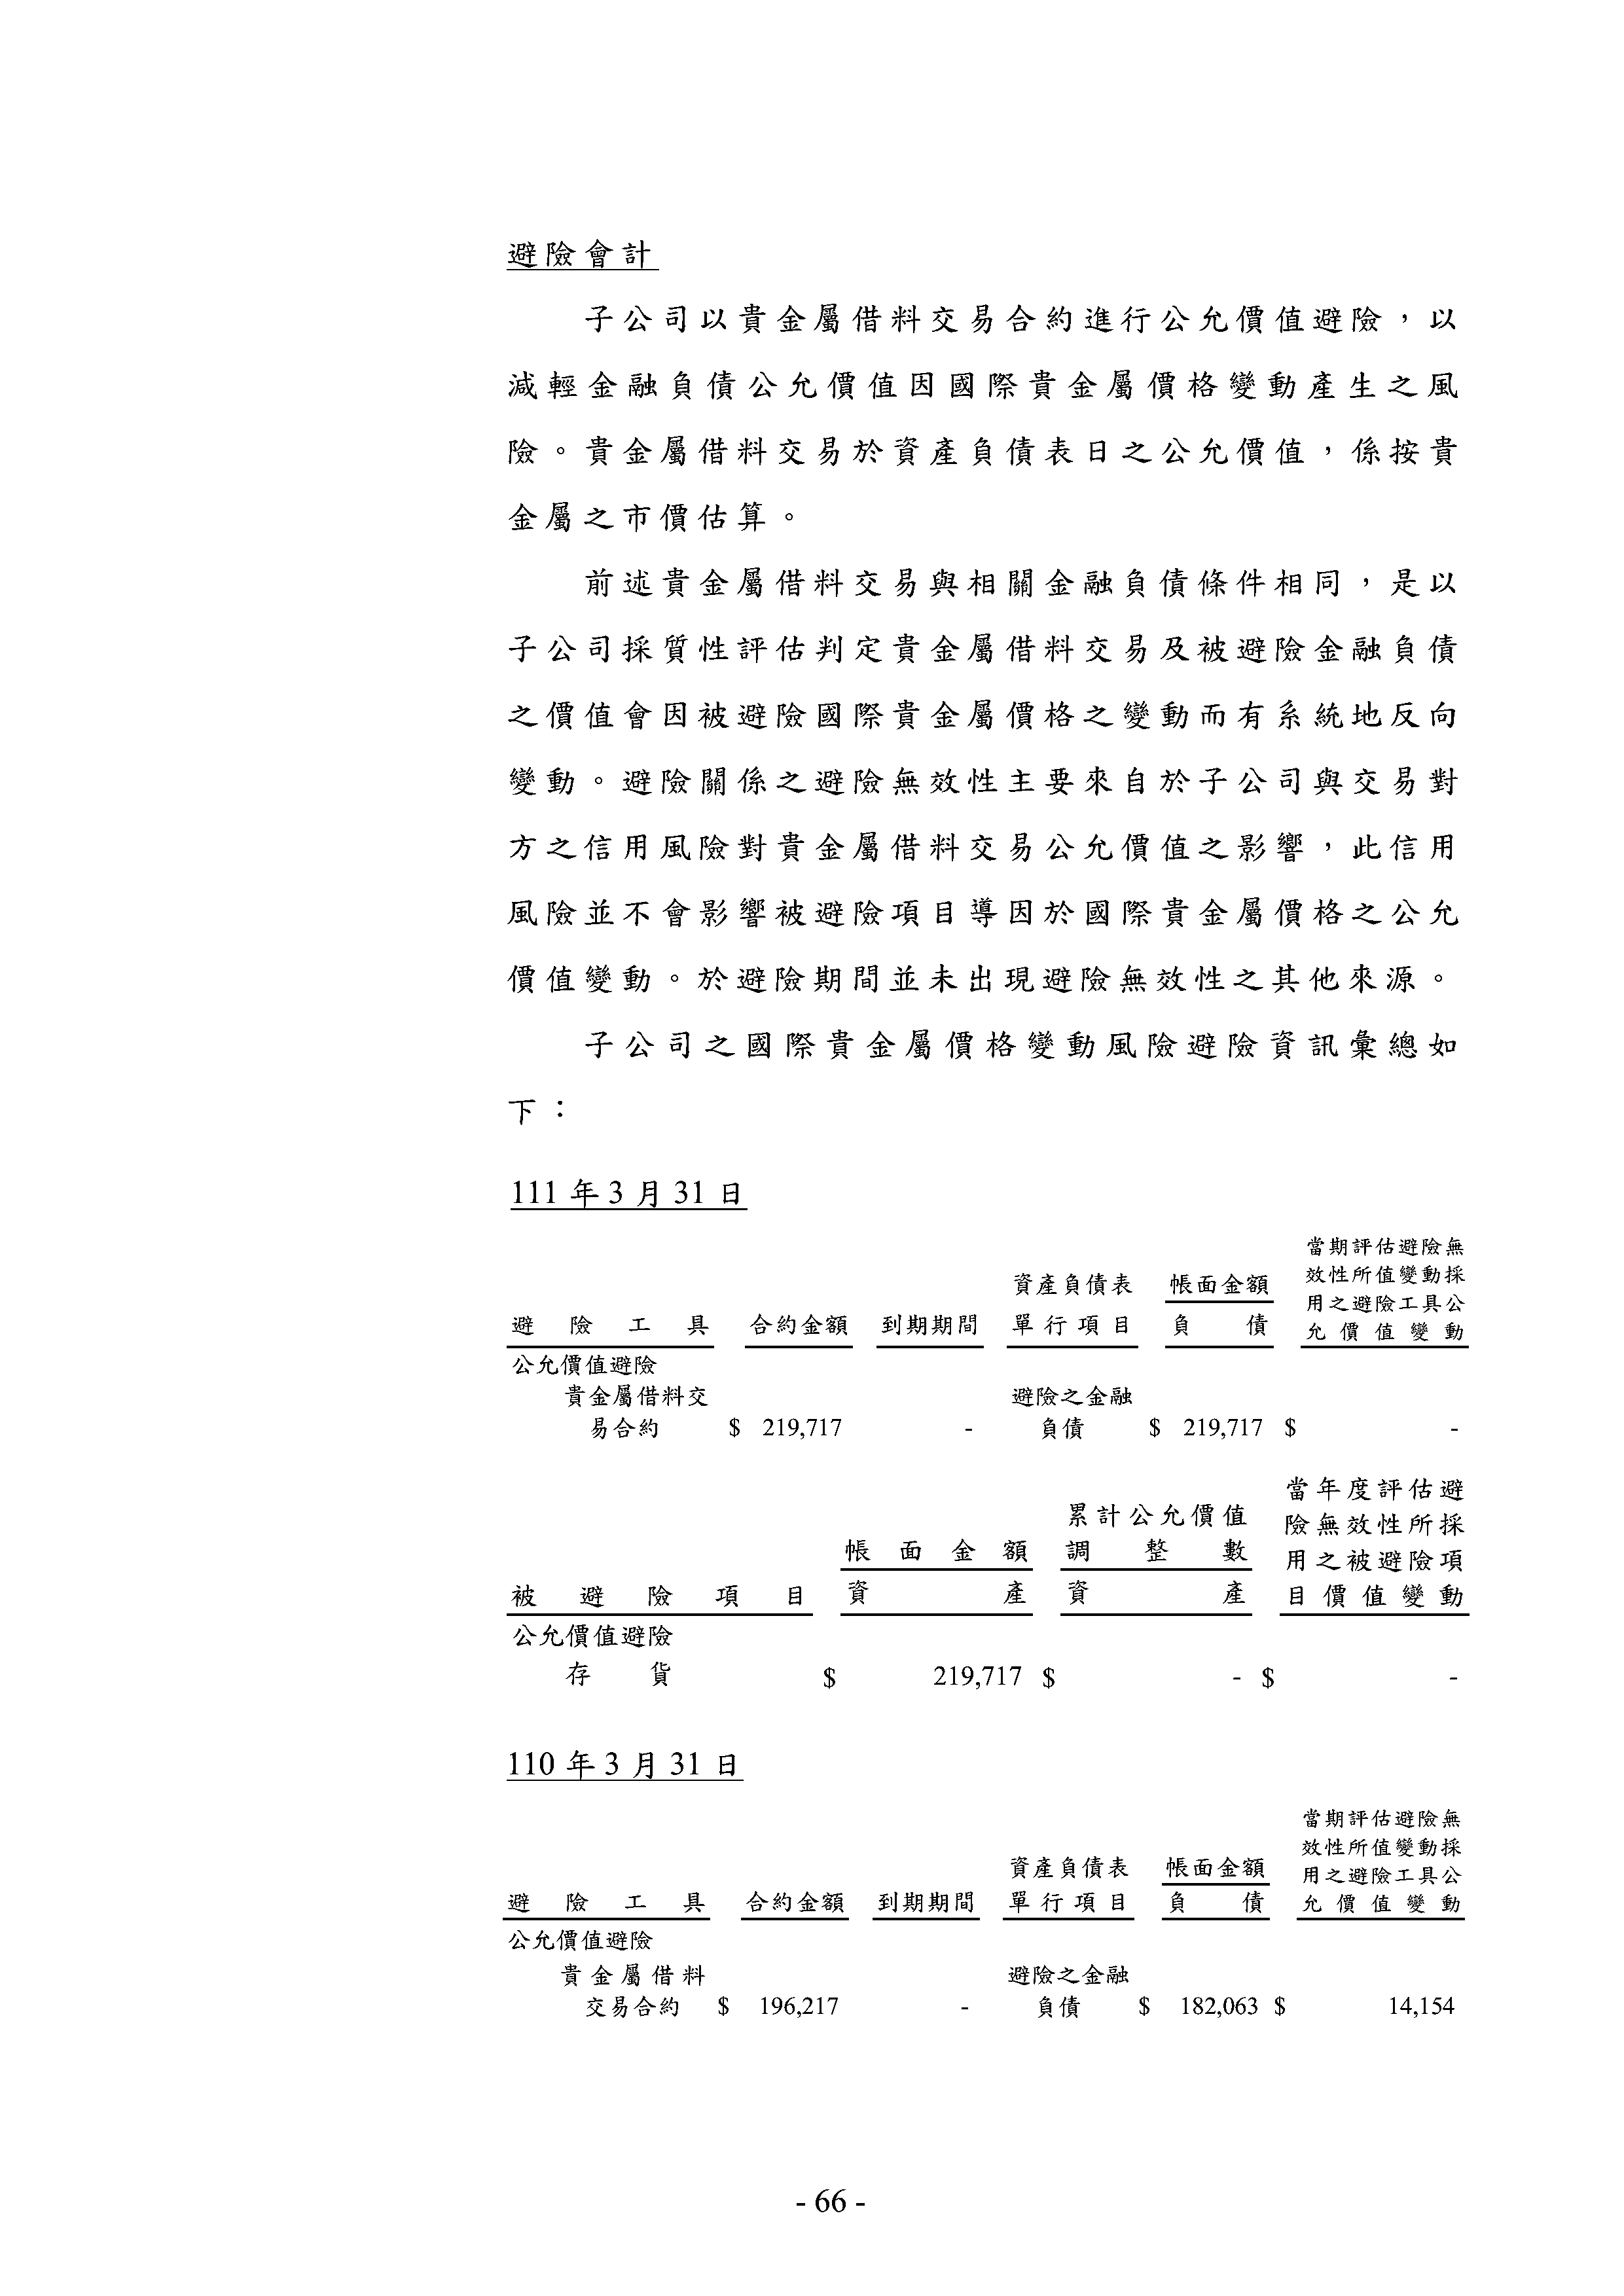 避險會計
子公司以貴金屬借料交易合約進行公允價值避險，以
減輕金融負債公允價值因國際貴金屬價格變動產生之風
險。貴金屬借料交易於資產負債表日之公允價值，係按貴
金屬之市價估算。
前述貴金屬借料交易與相關金融負債條件相同，是以
子公司採質性評估判定貴金屬借料交易及被避險金融負債
之價值會因被避險國際貴金屬價格之變動而有系統地反向
變動。避險關係之避險無效性主要來自於子公司與交易對
方之信用風險對貴金屬借料交易公允價值之影響，此信用
風險並不會影響被避險項目導因於國際貴金屬價格之公允
價值變動。於避險期間並未出現避險無效性之其他來源。
子公司之國際貴金屬價格變動風險避險資訊彙總如
下：
111 年 3 月 31 日
當期評估避險無
資產負債表 帳面金額 效性所值變動採
用之避險工具公
避險工具 合約金額 到期期間 單行項目 負債 允價值變動
公允價值避險
貴金屬借料交 避險之金融
易合約 $ 219,717 - 負債 $ 219,717 $ -
當年度評估避
累計公允價值 險無效性所採
帳面金額 調整數 用之被避險項
被避險項目 資產 資產 目價值變動
公允價值避險
存貨 $ 219,717 $ - $ -
110 年 3 月 31 日
當期評估避險無
效性所值變動採
資產負債表 帳面金額 用之避險工具公
避險工具 合約金額 到期期間 單行項目 負債 允價值變動
公允價值避險
貴金屬借料 避險之金融
交易合約 $ 196,217 - 負債 $ 182,063 $ 14,154
- 66 -